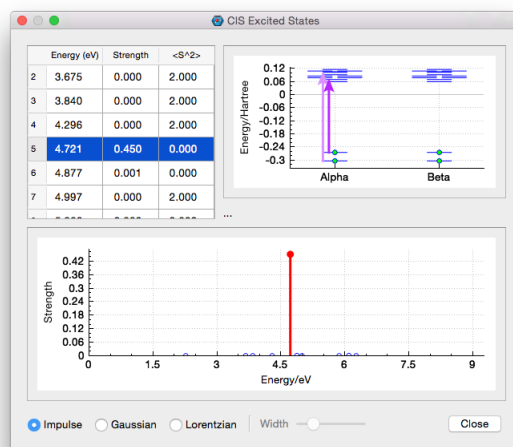 CIS Excited States
Energy (eV) Strength <S^2>
2 3.675 0.000 2.000
3 3.840 0.000 2.000
4 4.296 0.000 2.000
5 4.721 0.450 0.000
6 4.877 0.001 0.000
7 4.997 0.000 2.000
Energy/Hartree
0.12
0.06
0
-0.06
-0.12
-0.18
-0.24
-0.3
Alpha Beta
...
Strength
0.42
0.36
0.3
0.24
0.18
0.12
0.06
0
0 1.5 3 4.5 6 7.5 9
Energy/eV
Impulse Gaussian Lorentzian Width Close